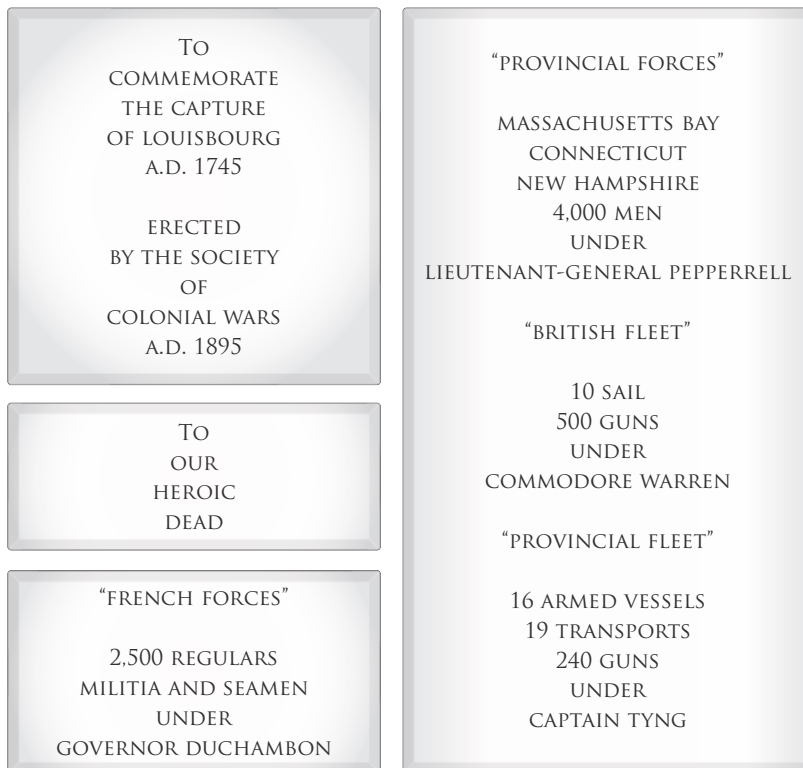 To
COMMEMORATE
THE CAPTURE
OF LOUISBOURG
A.D. 1745
ERECTED
BY THE SOCIETY
OF
COLONIAL WARS
A.D. 1895
To
OUR
HEROIC
DEAD
“FRENCH FORCES”
2,500 REGULARS
MILITIA AND SEAMEN
UNDER
GOVERNOR DUCHAMBON
“PROVINCIAL FORCES”
MASSACHUSETTS BAY
CONNECTICUT
NEW HAMPSHIRE
4,000 MEN
UNDER
LIEUTENANT-GENERAL PEPPERRELL
“BRITISH FLEET”
10 SAIL
500 GUNS
UNDER
COMMODORE WARREN
“PROVINCIAL FLEET”
16 ARMED VESSELS
19 TRANSPORTS
240 GUNS
UNDER
CAPTAIN TYNG